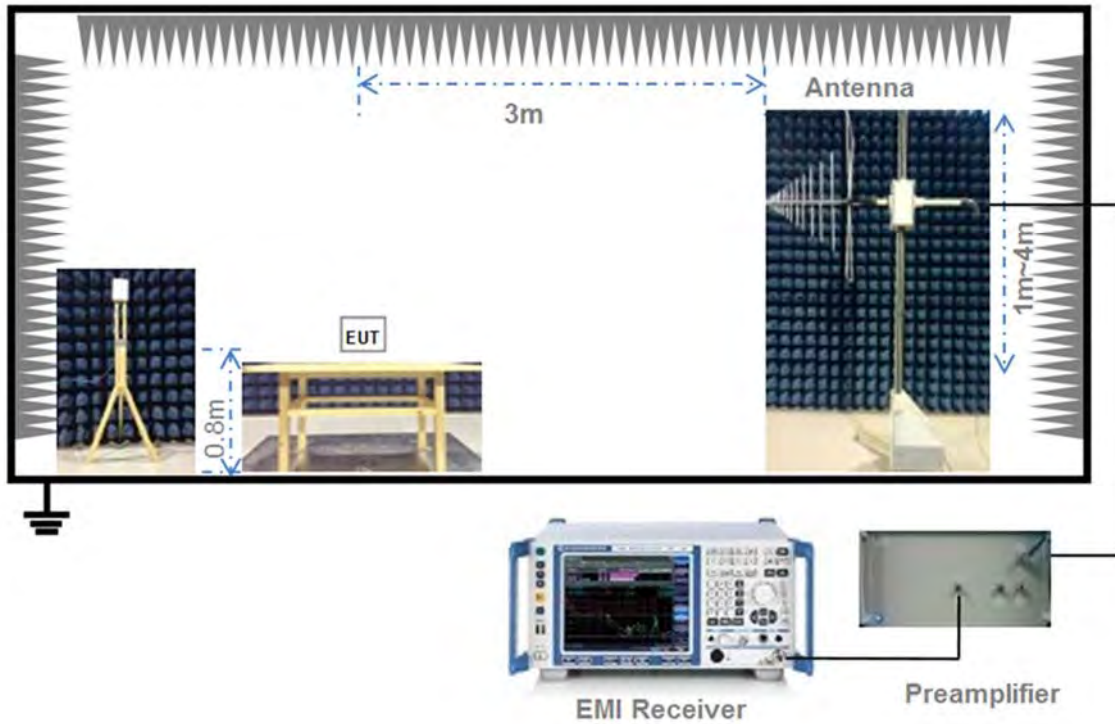 3m
Antenna
1m~4m
EUT
0.8m
EMI Receiver
Preamplifier